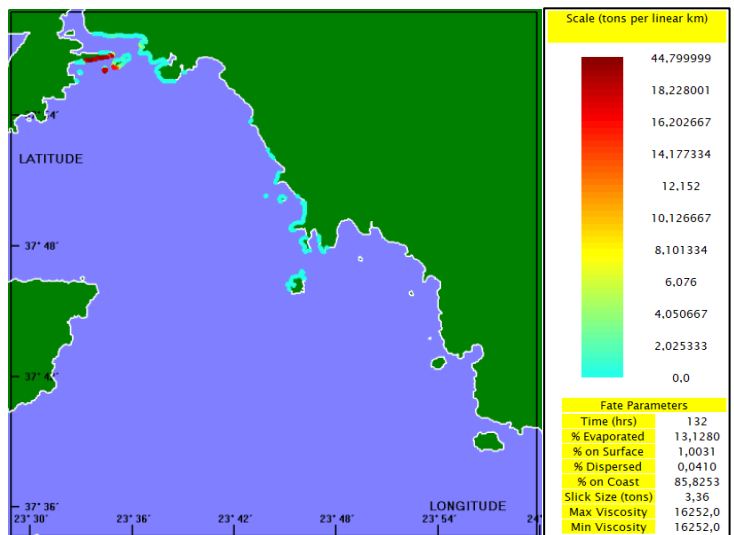 Scale (tons per linear km)
44,799999
18,228001
16,202667
14,177334
12,152
10,126667
8,101334
6,076
4,050667
2,025333
0,0
LATITUDE
37° 48′
37° 36′
LONGITUDE
23° 30′ 23° 36′ 23° 42′ 23° 48′ 23° 54′ 24°
Fate Parameters
Time (hrs) 132
% Evaporated 13,1280
% on Surface 1,0031
% Dispersed 0,0410
% on Coast 85,8253
Slick Size (tons) 3,36
Max Viscosity 16252,0
Min Viscosity 16252,0